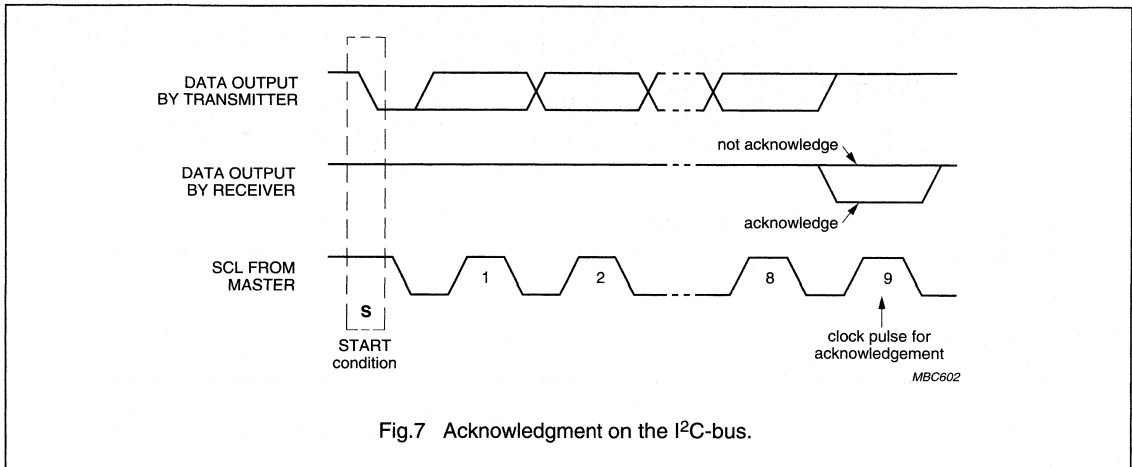 DATA OUTPUT
BY TRANSMITTER
not acknowledge
DATA OUTPUT
BY RECEIVER
acknowledge
SCL FROM
MASTER
1
2
8
9
S
START
condition
clock pulse for
acknowledgement
MBC602
Fig.7 Acknowledgment on the I²C-bus.